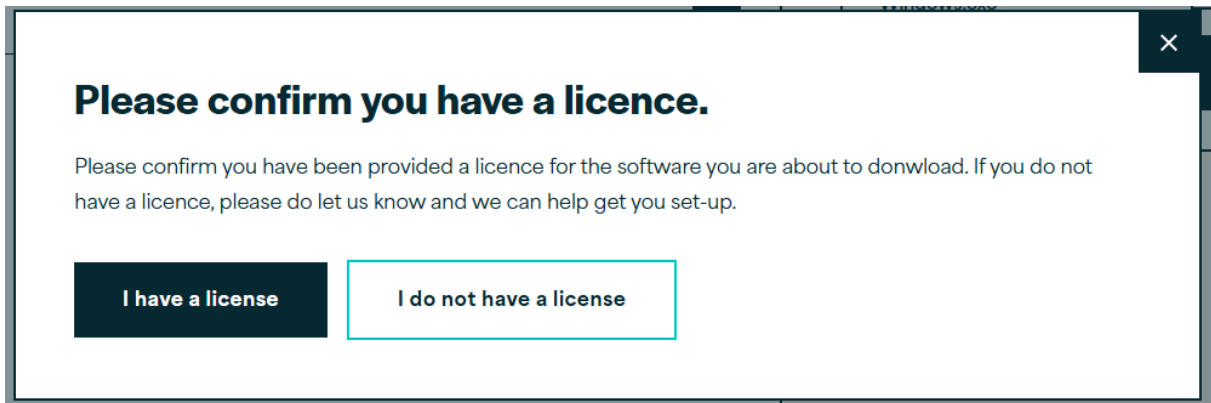 Please confirm you have a licence.
Please confirm you have been provided a licence for the software you are about to donwload. If you do not
have a licence, please do let us know and we can help get you set-up.
I have a license
I do not have a license